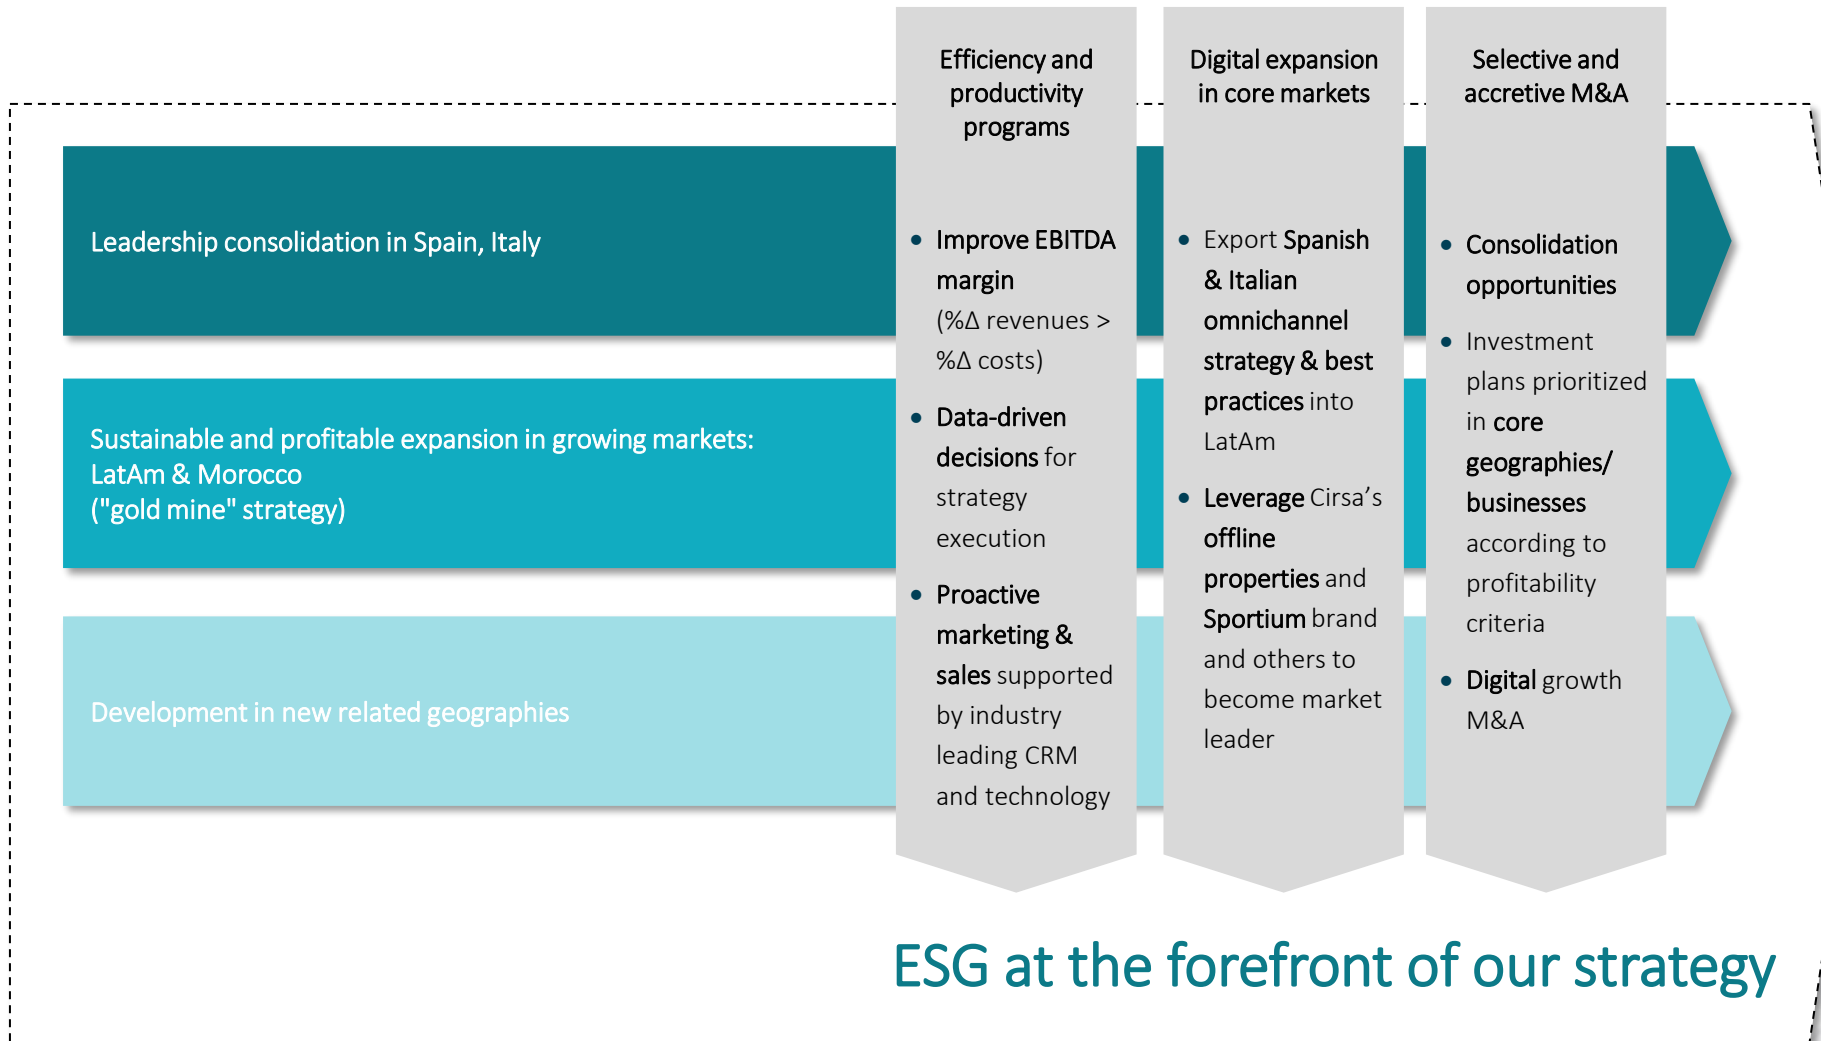 Efficiency and
productivity
programs
Digital expansion
in core markets
Selective and
accretive M&A
Leadership consolidation in Spain, Italy
Sustainable and profitable expansion in growing markets:
LatAm & Morocco
("gold mine" strategy)
Development in new related geographies
• Improve EBITDA
margin
(%Δ revenues >
%Δ costs)
• Data-driven
decisions for
strategy
execution
• Proactive
marketing &
sales supported
by industry
leading CRM
and technology
• Export Spanish
& Italian
omnichannel
strategy & best
practices into
LatAm
• Leverage Cirsa’s
offline
properties and
Sportium brand
and others to
become market
leader
• Consolidation
opportunities
• Investment
plans prioritized
in core
geographies/
businesses
according to
profitability
criteria
• Digital growth
M&A
ESG at the forefront of our strategy